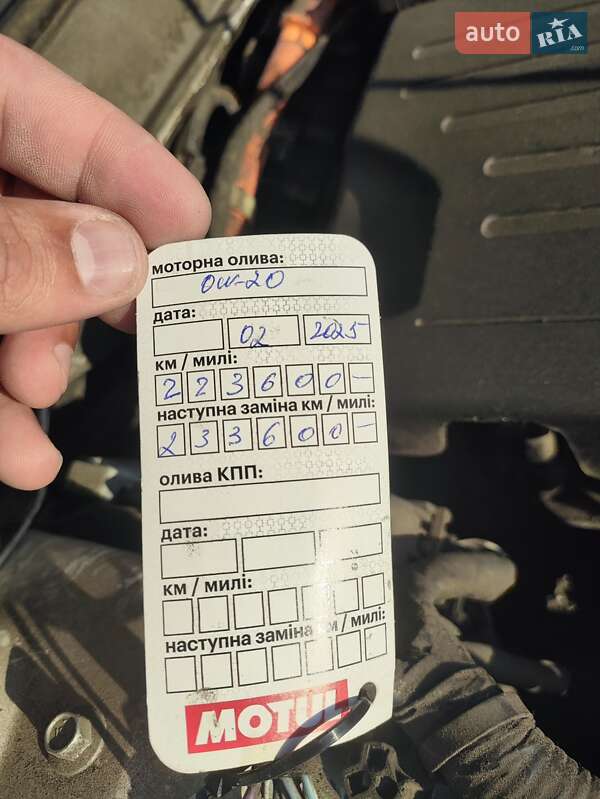 auto RIA.com
моторна олива:
0W-20
дата:
02 2025
км / милі:
223600-
наступна заміна км / милі:
233600-
олива КПП:
дата:
км / милі:
наступна заміна км / милі:
MOTUL